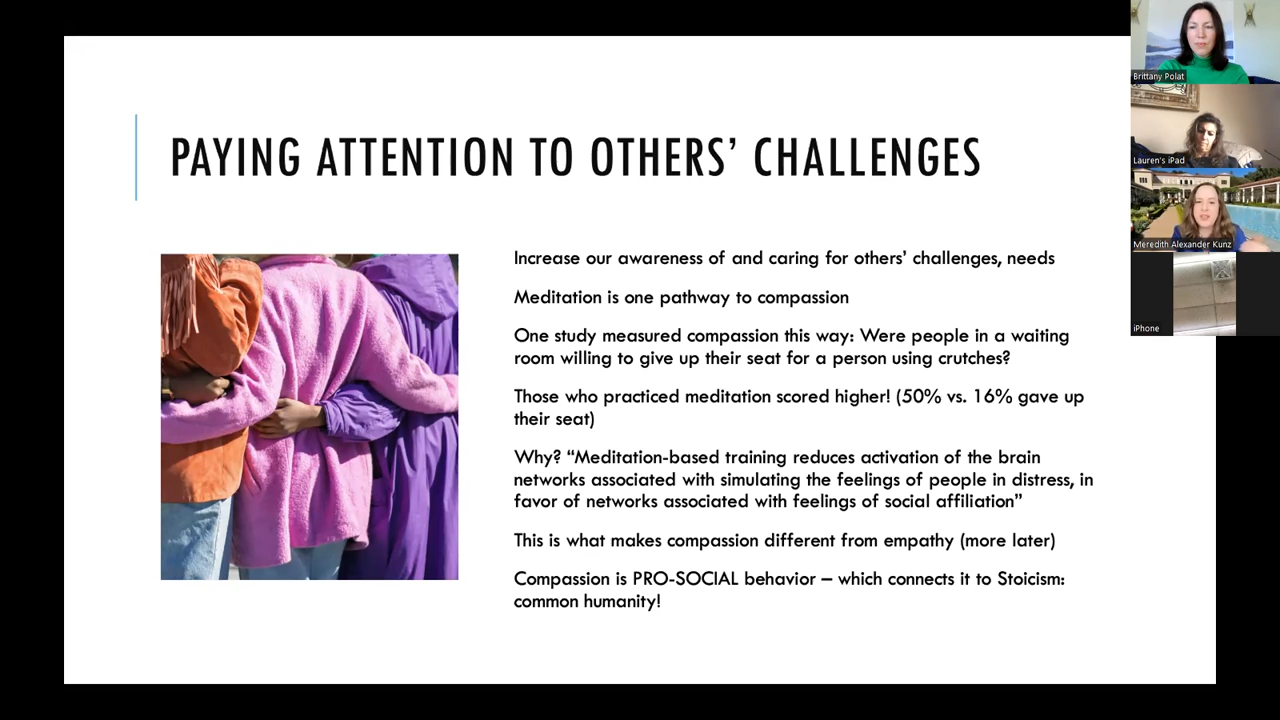 PAYING ATTENTION TO OTHERS’ CHALLENGES
Increase our awareness of and caring for others’ challenges, needs
Meditation is one pathway to compassion
One study measured compassion this way: Were people in a waiting
room willing to give up their seat for a person using crutches?
Those who practiced meditation scored higher! (50% vs. 16% gave up
their seat)
Why? “Meditation-based training reduces activation of the brain
networks associated with simulating the feelings of people in distress, in
favor of networks associated with feelings of social affiliation”
This is what makes compassion different from empathy (more later)
Compassion is PRO-SOCIAL behavior – which connects it to Stoicism:
common humanity!
Brittany Polat
Lauren's iPad
Meredith Alexander Kunz
iPhone